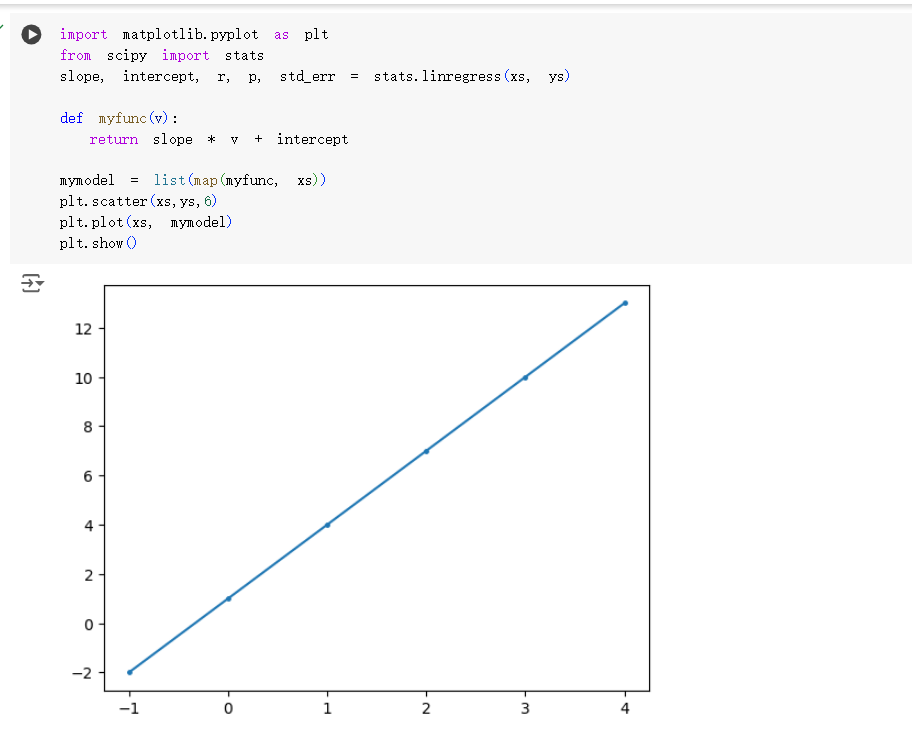 import matplotlib.pyplot as plt
from scipy import stats
slope, intercept, r, p, std_err = stats.linregress(xs, ys)
def myfunc(v):
return slope * v + intercept
mymodel = list(map(myfunc, xs))
plt.scatter(xs,ys,6)
plt.plot(xs, mymodel)
plt.show()
12
10
8
6
4
2
0
−2
−1 0 1 2 3 4